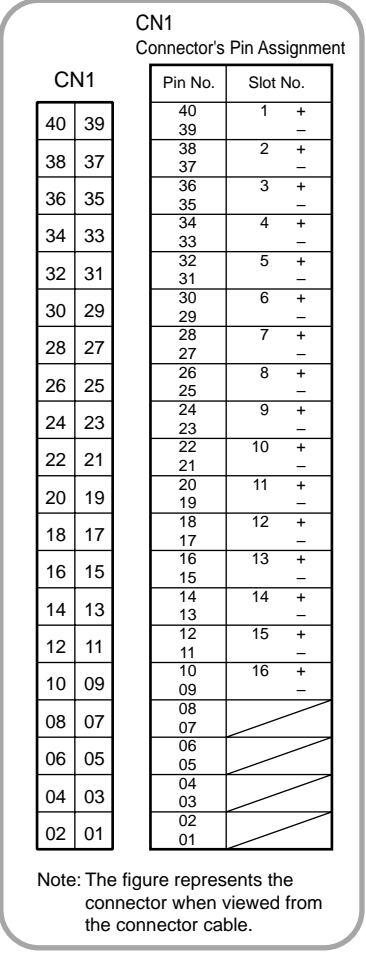 CN1
Connector's Pin Assignment
CN1
40 39
38 37
36 35
34 33
32 31
30 29
28 27
26 25
24 23
22 21
20 19
18 17
16 15
14 13
12 11
10 09
08 07
06 05
04 03
02 01
Pin No. Slot No.
40 1 +
39 –
38 2 +
37 –
36 3 +
35 –
34 4 +
33 –
32 5 +
31 –
30 6 +
29 –
28 7 +
27 –
26 8 +
25 –
24 9 +
23 –
22 10 +
21 –
20 11 +
19 –
18 12 +
17 –
16 13 +
15 –
14 14 +
13 –
12 15 +
11 –
10 16 +
09 –
08
07
06
05
04
03
02
01
Note: The figure represents the
connector when viewed from
the connector cable.